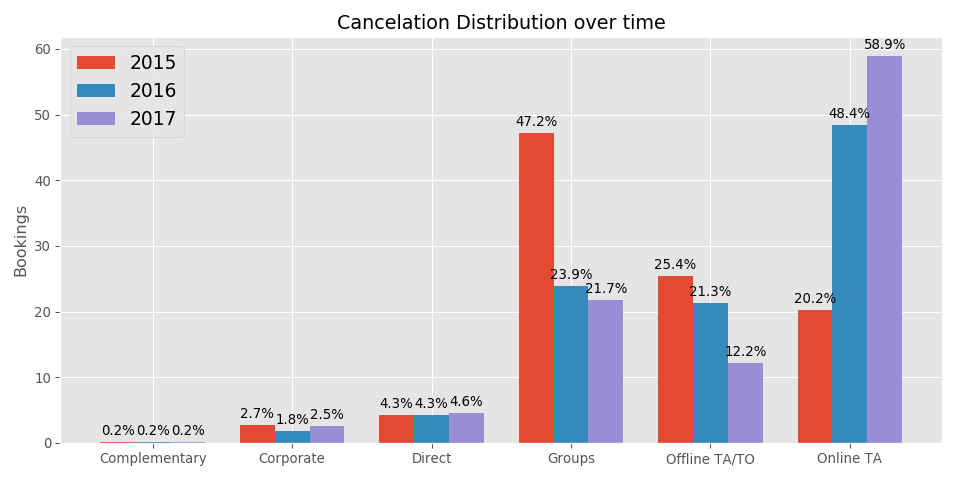 Cancelation Distribution over time
2015
2016
2017
Bookings
60
50
40
30
20
10
0
0.2% 0.2% 0.2%
2.7% 1.8% 2.5%
4.3% 4.3% 4.6%
47.2% 23.9% 21.7%
25.4% 21.3% 12.2%
20.2% 48.4% 58.9%
Complementary Corporate Direct Groups Offline TA/TO Online TA